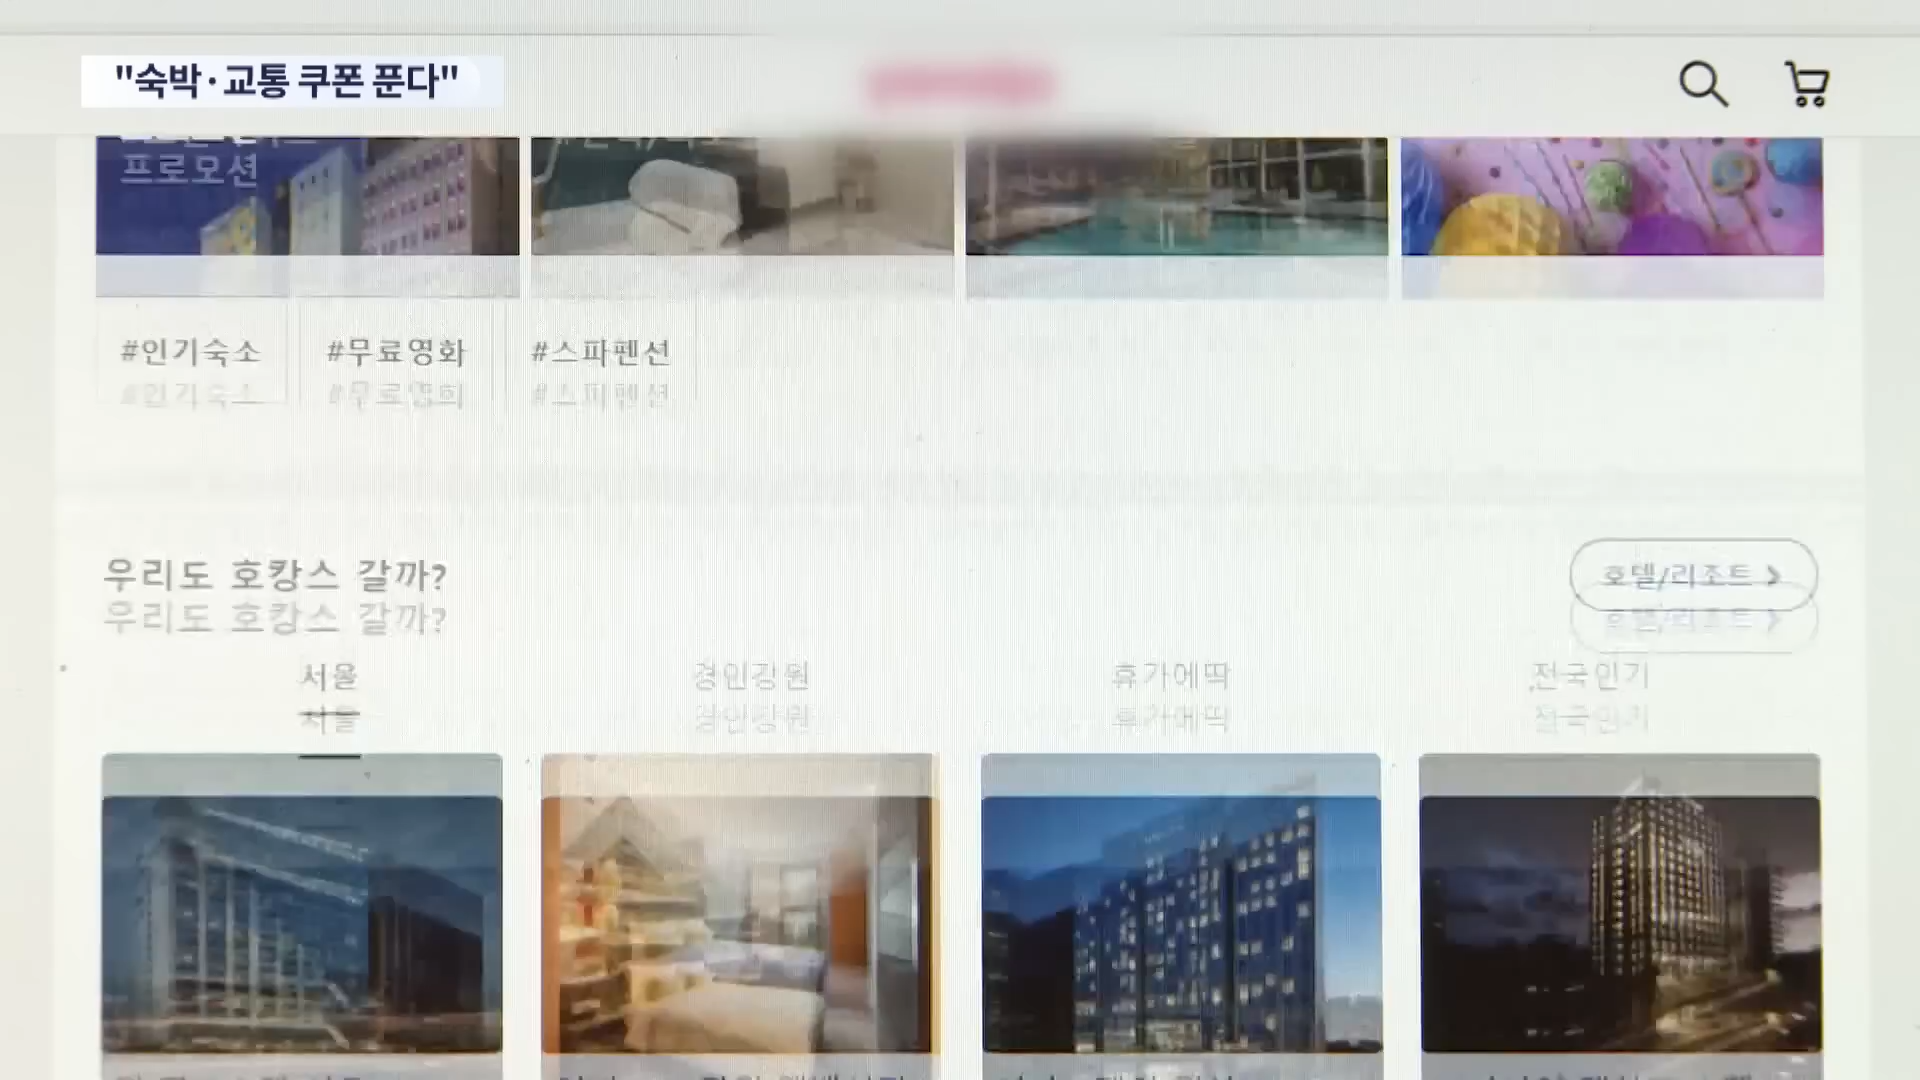 "숙박·교통 쿠폰 푼다"
프로모션
#인기숙소 #무료영화 #스파펜션
우리도 호캉스 갈까?
호텔/리조트 >
서울 경인강원 휴가에딱 전국인기